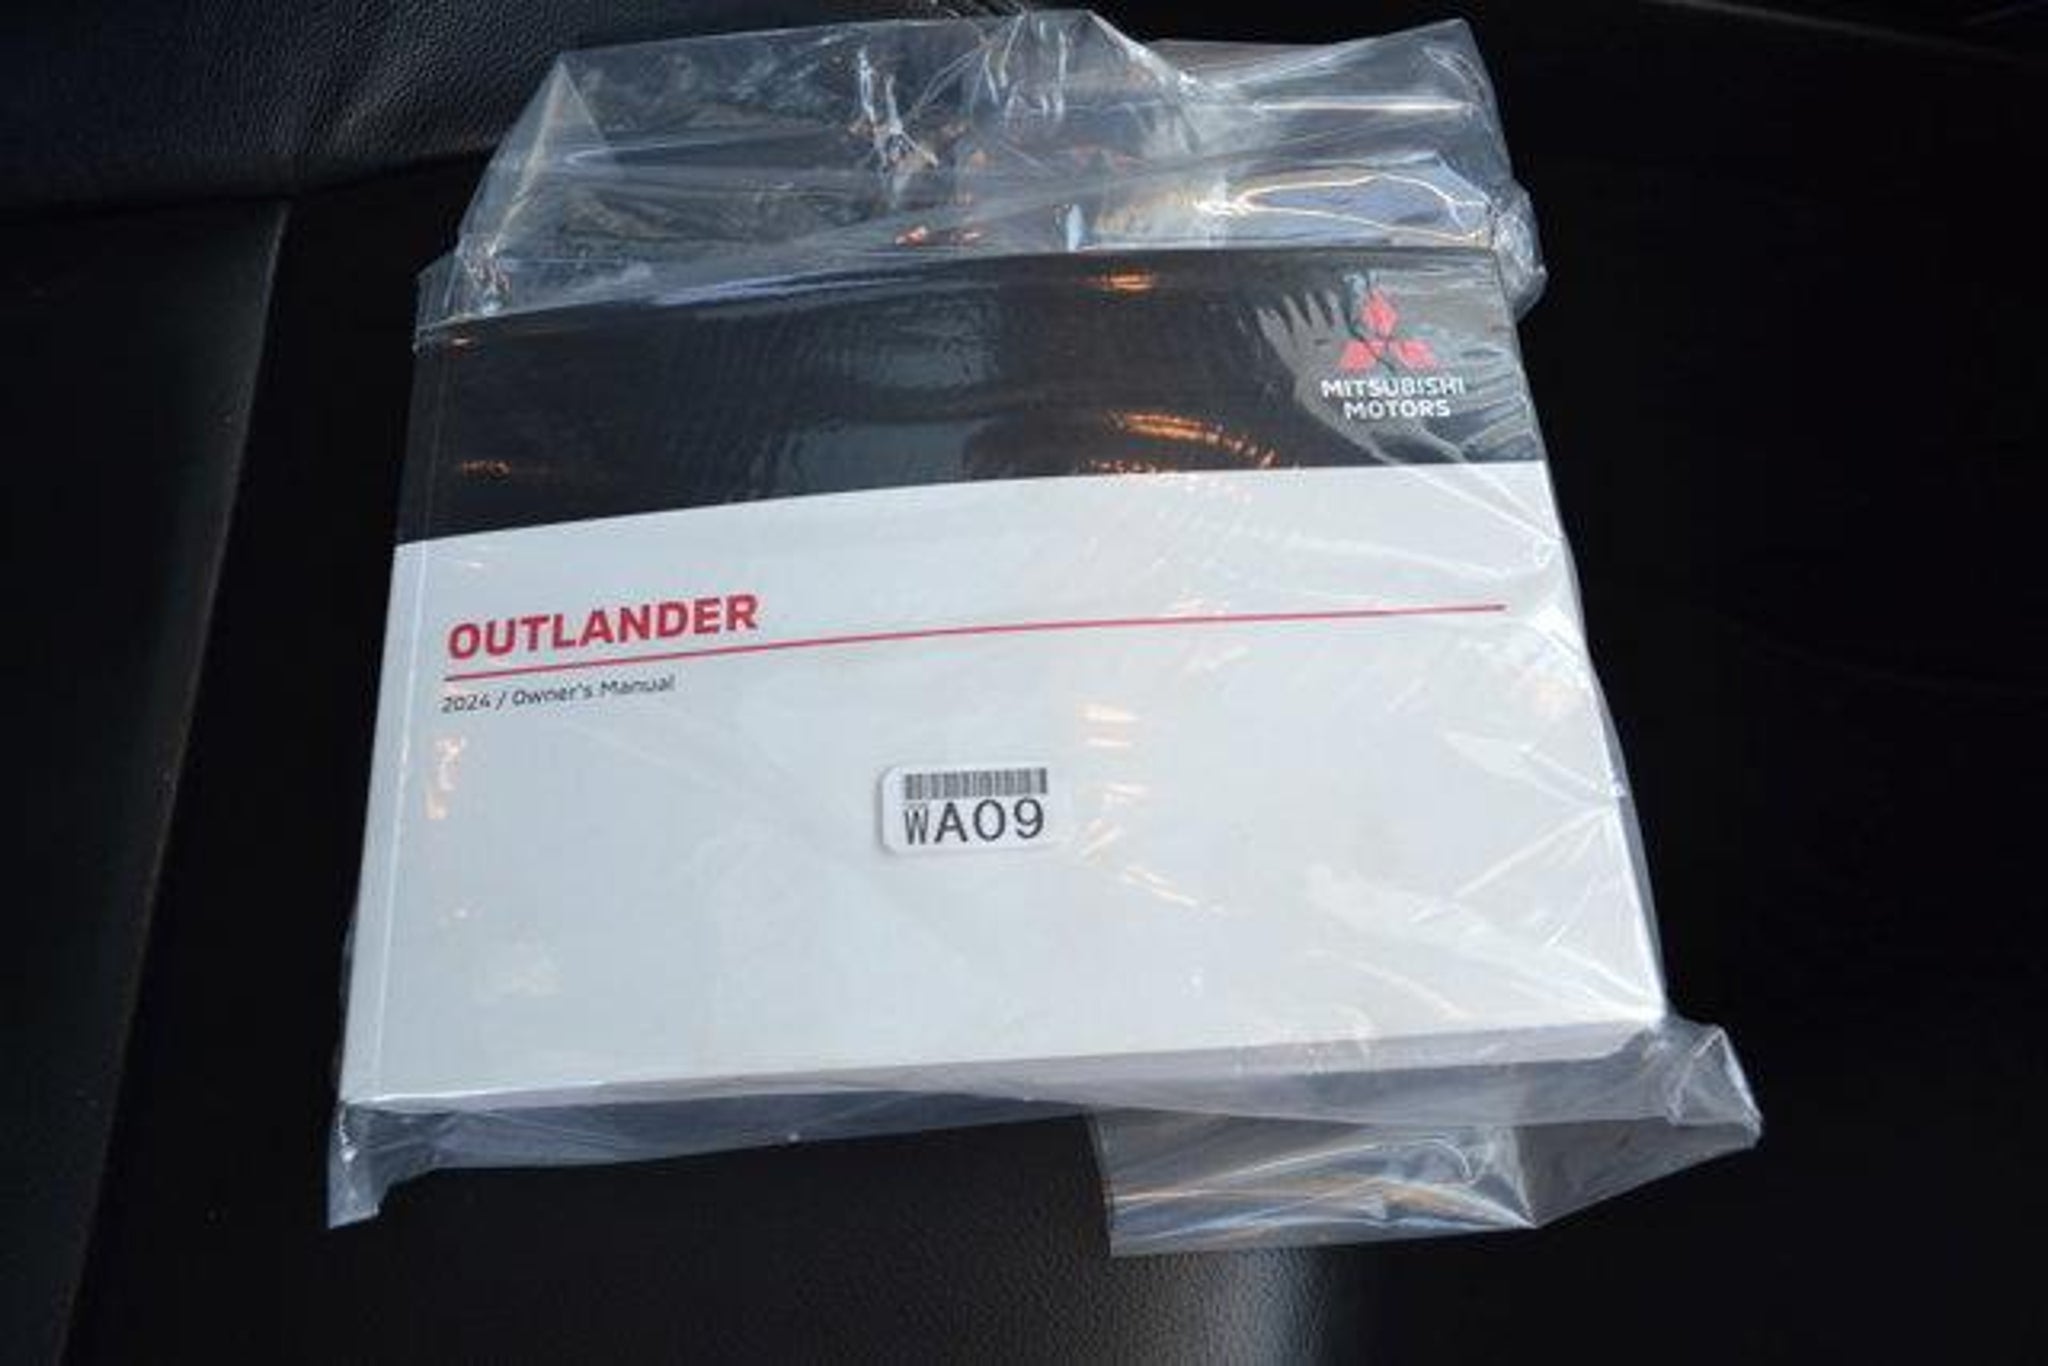 MITSUBISHI
MOTORS
OUTLANDER
2024 / Owner's Manual
WA09